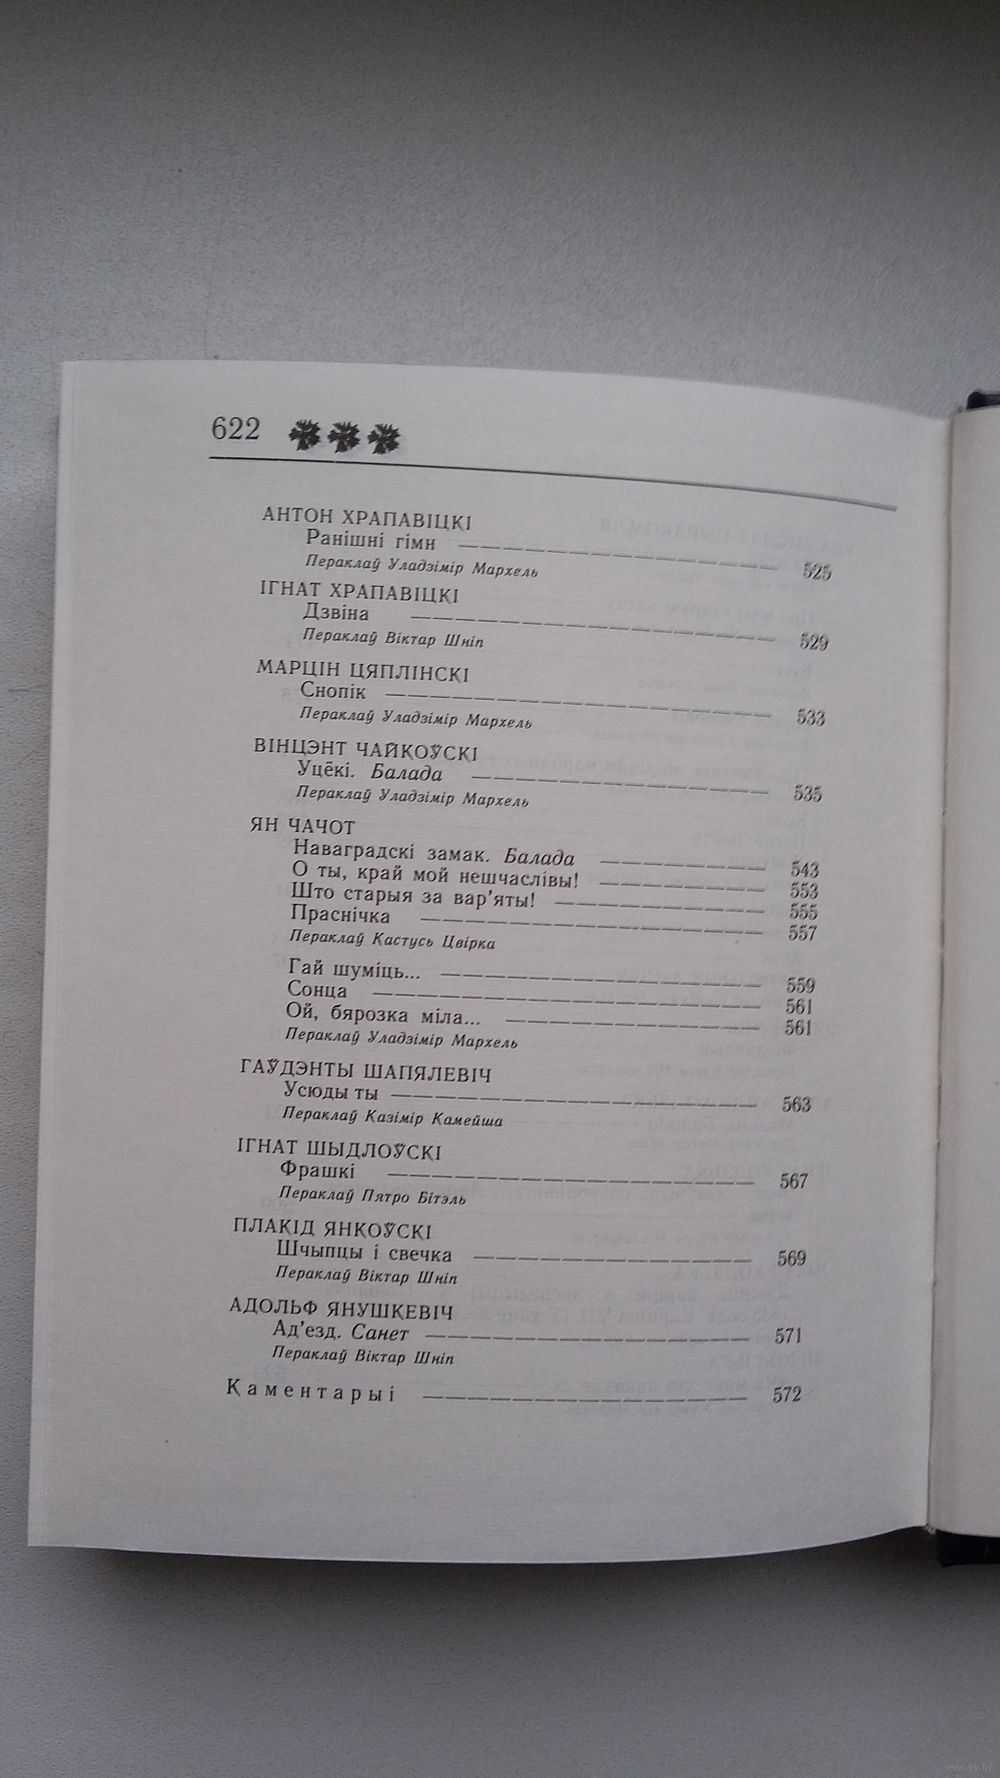 622
АНТОН ХРАПАВІЦКІ
Ранішні гімн 525
Пераклаў Уладзімір Мархель
ІГНАТ ХРАПАВІЦКІ
Дзвіна 529
Пераклаў Віктар Шніп
МАРЦІН ЦЯПЛІНСКІ
Снопік 533
Пераклаў Уладзімір Мархель
ВІНЦЭНТ ЧАЙКОЎСКІ
Уцёкі. Балада 535
Пераклаў Уладзімір Мархель
ЯН ЧАЧОТ
Наваградскі замак. Балада 543
О ты, край мой нешчаслівы! 553
Што старыя за вар’яты! 555
Праснічка 557
Пераклаў Кастусь Цвірка
Гай шуміць... 559
Сонца 561
Ой, бярозка міла... 561
Пераклаў Уладзімір Мархель
ГАЎДЭНТЫ ШАПЯЛЕВІЧ
Усюды ты 563
Пераклаў Казімір Камейша
ІГНАТ ШЫДЛОЎСКІ
Фрашкі 567
Пераклаў Пятро Бітэль
ПЛАКІД ЯНКОЎСКІ
Шчыпцы і свечка 569
Пераклаў Віктар Шніп
АДОЛЬФ ЯНУШКЕВІЧ
Ад’езд. Санет 571
Пераклаў Віктар Шніп
Каментарыі 572